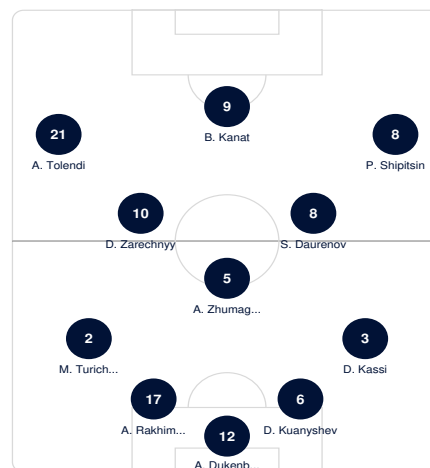 9
B. Kanat
21
A. Tolendi
8
P. Shipitsin
10
D. Zarechnyy
8
S. Daurenov
5
A. Zhumag...
2
M. Turich...
3
D. Kassi
17
A. Rakhim...
6
D. Kuanyshev
12
A. Dukenb...